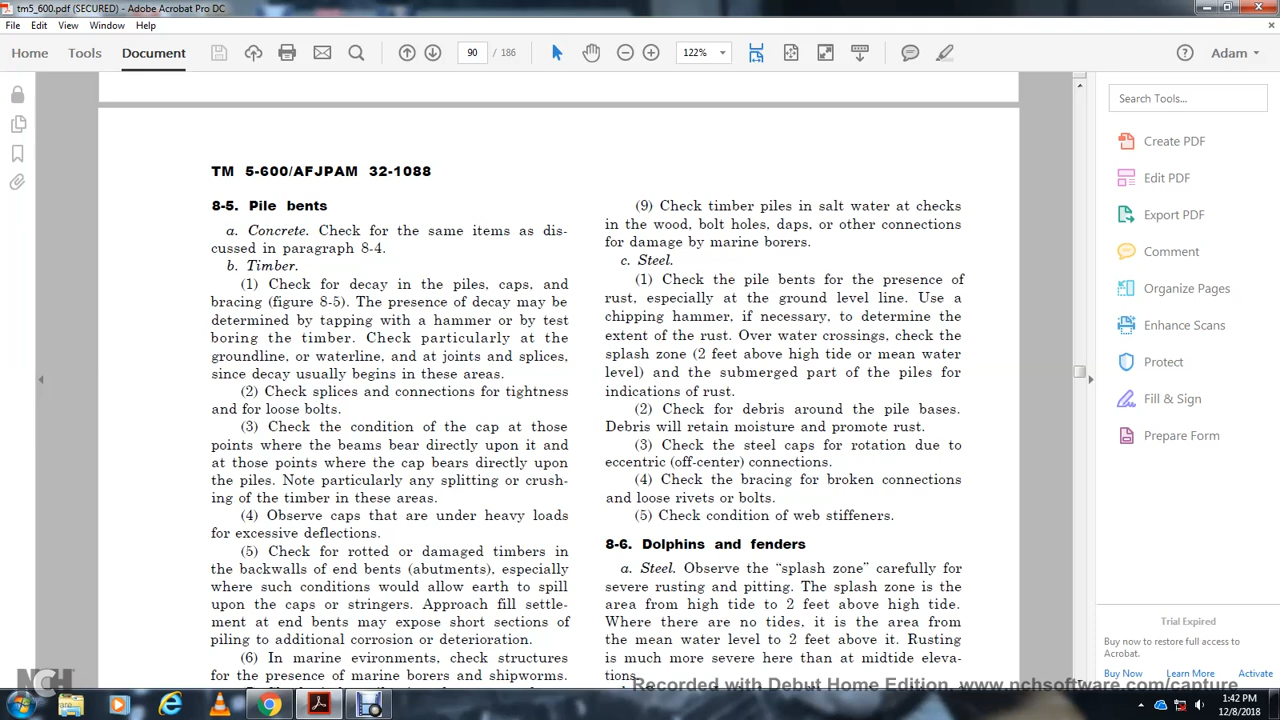 tm5_600.pdf (SECURED) - Adobe Acrobat Pro DC
File Edit View Window Help
Home Tools Document 90 / 186 122% Adam
TM 5-600/AFJPAM 32-1088
8-5. Pile bents
a. Concrete. Check for the same items as dis-
cussed in paragraph 8-4.
b. Timber.
(1) Check for decay in the piles, caps, and
bracing (figure 8-5). The presence of decay may be
determined by tapping with a hammer or by test
boring the timber. Check particularly at the
groundline, or waterline, and at joints and splices,
since decay usually begins in these areas.
(2) Check splices and connections for tightness
and for loose bolts.
(3) Check the condition of the cap at those
points where the beams bear directly upon it and
at those points where the cap bears directly upon
the piles. Note particularly any splitting or crush-
ing of the timber in these areas.
(4) Observe caps that are under heavy loads
for excessive deflections.
(5) Check for rotted or damaged timbers in
the backwalls of end bents (abutments), especially
where such conditions would allow earth to spill
upon the caps or stringers. Approach fill settle-
ment at end bents may expose short sections of
piling to additional corrosion or deterioration.
(6) In marine evironments, check structures
for the presence of marine borers and shipworms.
(9) Check timber piles in salt water at checks
in the wood, bolt holes, daps, or other connections
for damage by marine borers.
c. Steel.
(1) Check the pile bents for the presence of
rust, especially at the ground level line. Use a
chipping hammer, if necessary, to determine the
extent of the rust. Over water crossings, check the
splash zone (2 feet above high tide or mean water
level) and the submerged part of the piles for
indications of rust.
(2) Check for debris around the pile bases.
Debris will retain moisture and promote rust.
(3) Check the steel caps for rotation due to
eccentric (off-center) connections.
(4) Check the bracing for broken connections
and loose rivets or bolts.
(5) Check condition of web stiffeners.
8-6. Dolphins and fenders
a. Steel. Observe the “splash zone” carefully for
severe rusting and pitting. The splash zone is the
area from high tide to 2 feet above high tide.
Where there are no tides, it is the area from
the mean water level to 2 feet above it. Rusting
is much more severe here than at midtide eleva-
tions.
Search Tools...
Create PDF
Edit PDF
Export PDF
Comment
Organize Pages
Enhance Scans
Protect
Fill & Sign
Prepare Form
Trial Expired
Buy now to restore full access to
Acrobat.
Buy Now Learn More Activate
NCH
Recorded with Debut Home Edition. www.nchsoftware.com/capture
1:42 PM
12/8/2018